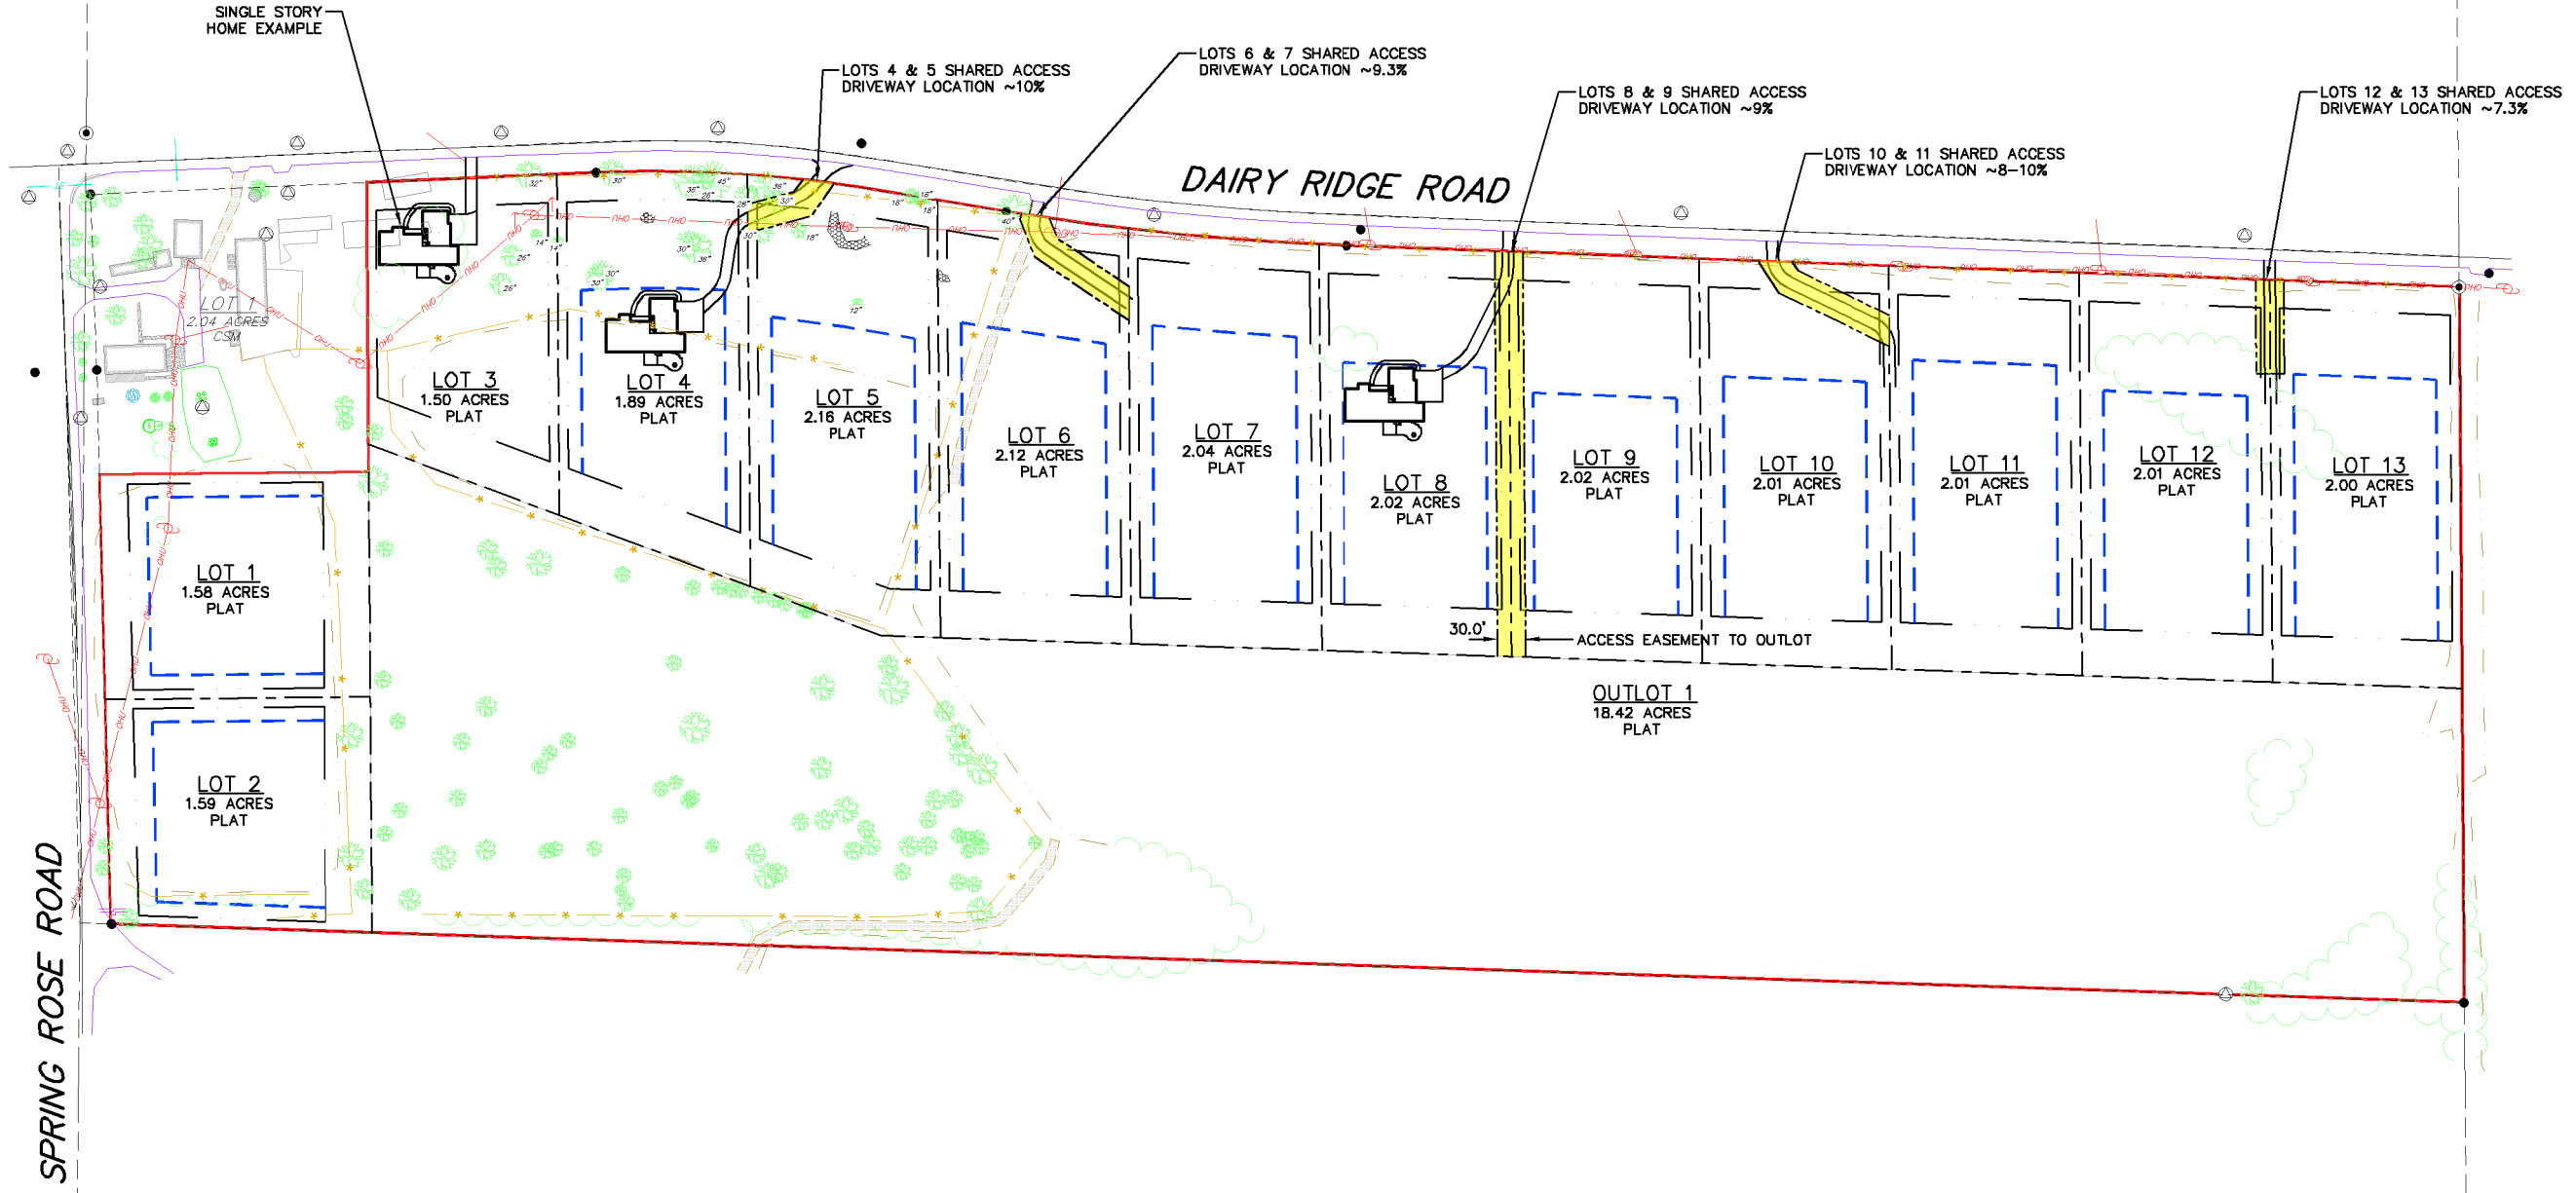 SINGLE STORY
HOME EXAMPLE
LOTS 4 & 5 SHARED ACCESS
DRIVEWAY LOCATION ~10%
LOTS 6 & 7 SHARED ACCESS
DRIVEWAY LOCATION ~9.3%
LOTS 8 & 9 SHARED ACCESS
DRIVEWAY LOCATION ~9%
LOTS 10 & 11 SHARED ACCESS
DRIVEWAY LOCATION ~8-10%
LOTS 12 & 13 SHARED ACCESS
DRIVEWAY LOCATION ~7.3%
DAIRY RIDGE ROAD
LOT 1
2.04 ACRES
CSM
LOT 3
1.50 ACRES
PLAT
LOT 4
1.89 ACRES
PLAT
LOT 5
2.16 ACRES
PLAT
LOT 6
2.12 ACRES
PLAT
LOT 7
2.04 ACRES
PLAT
LOT 8
2.02 ACRES
PLAT
LOT 9
2.02 ACRES
PLAT
LOT 10
2.01 ACRES
PLAT
LOT 11
2.01 ACRES
PLAT
LOT 12
2.01 ACRES
PLAT
LOT 13
2.00 ACRES
PLAT
LOT 1
1.58 ACRES
PLAT
LOT 2
1.59 ACRES
PLAT
30.0'
ACCESS EASEMENT TO OUTLOT
OUTLOT 1
18.42 ACRES
PLAT
SPRING ROSE ROAD